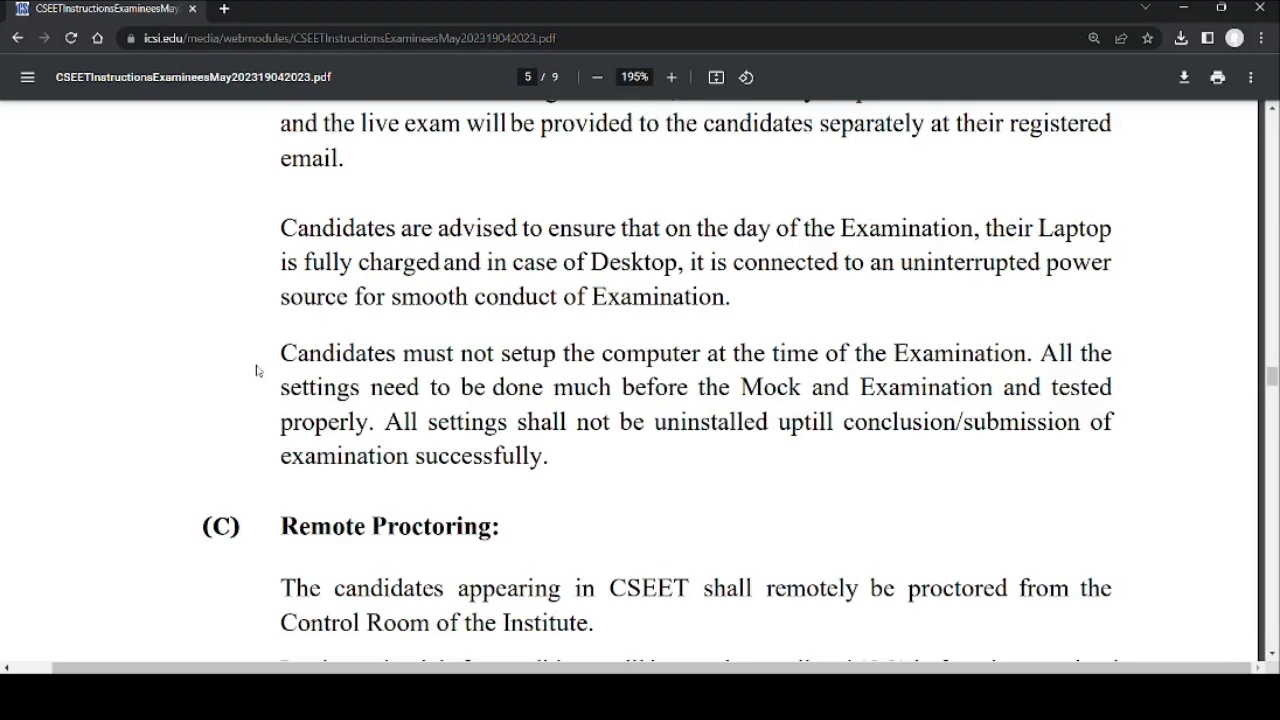 CSEETInstructionsExamineesMay
icsi.edu/media/webmodules/CSEETInstructionsExamineesMay202319042023.pdf
CSEETInstructionsExamineesMay202319042023.pdf
5 / 9
195%
and the live exam will be provided to the candidates separately at their registered
email.
Candidates are advised to ensure that on the day of the Examination, their Laptop
is fully charged and in case of Desktop, it is connected to an uninterrupted power
source for smooth conduct of Examination.
Candidates must not setup the computer at the time of the Examination. All the
settings need to be done much before the Mock and Examination and tested
properly. All settings shall not be uninstalled uptill conclusion/submission of
examination successfully.
(C) Remote Proctoring:
The candidates appearing in CSEET shall remotely be proctored from the
Control Room of the Institute.